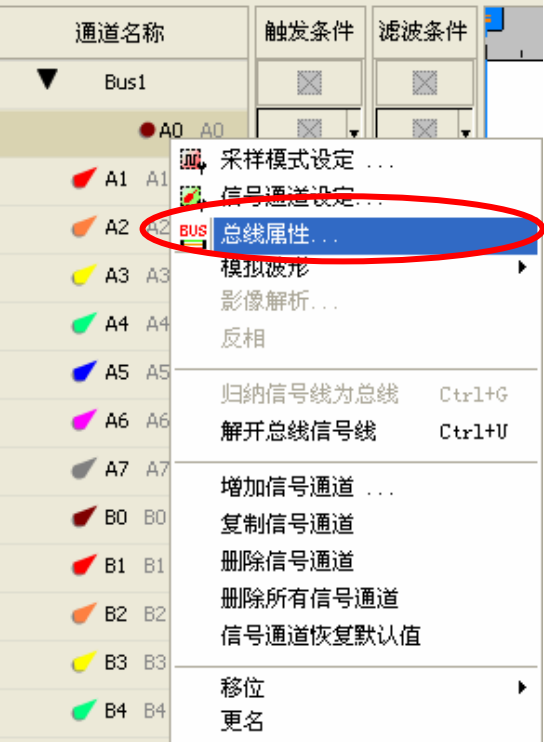 通道名称 触发条件 滤波条件
Bus1
A0 A0
采样模式设定 ...
A1 A1
信号通道设定...
A2 A2
BUS 总线属性...
模拟波形
A3 A3
影像解析...
A4 A4
反相
A5 A5
归纳信号线为总线 Ctrl+G
A6 A6
解开总线信号线 Ctrl+U
A7 A7
增加信号通道 ...
B0 B0
复制信号通道
B1 B1
删除信号通道
删除所有信号通道
B2 B2
信号通道恢复默认值
B3 B3
移位
B4 B4
更名